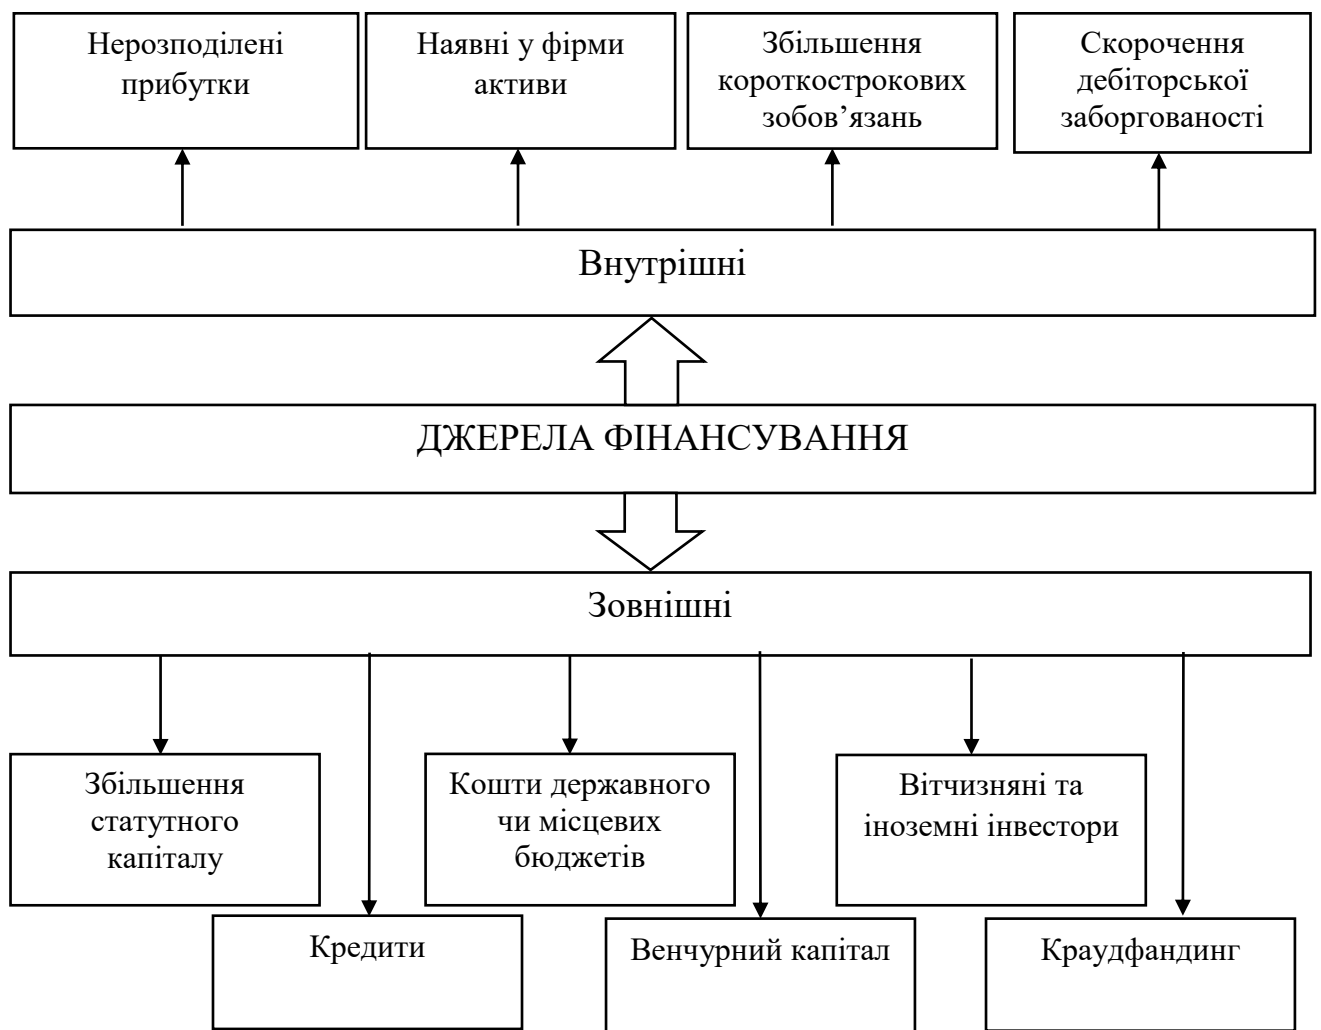 Нерозподілені
прибутки
Наявні у фірми
активи
Збільшення
короткострокових
зобов’язань
Скорочення
дебіторської
заборгованості
Внутрішні
ДЖЕРЕЛА ФІНАНСУВАННЯ
Зовнішні
Збільшення
статутного
капіталу
Кошти державного
чи місцевих
бюджетів
Вітчизняні та
іноземні інвестори
Кредити
Венчурний капітал
Краудфандинг